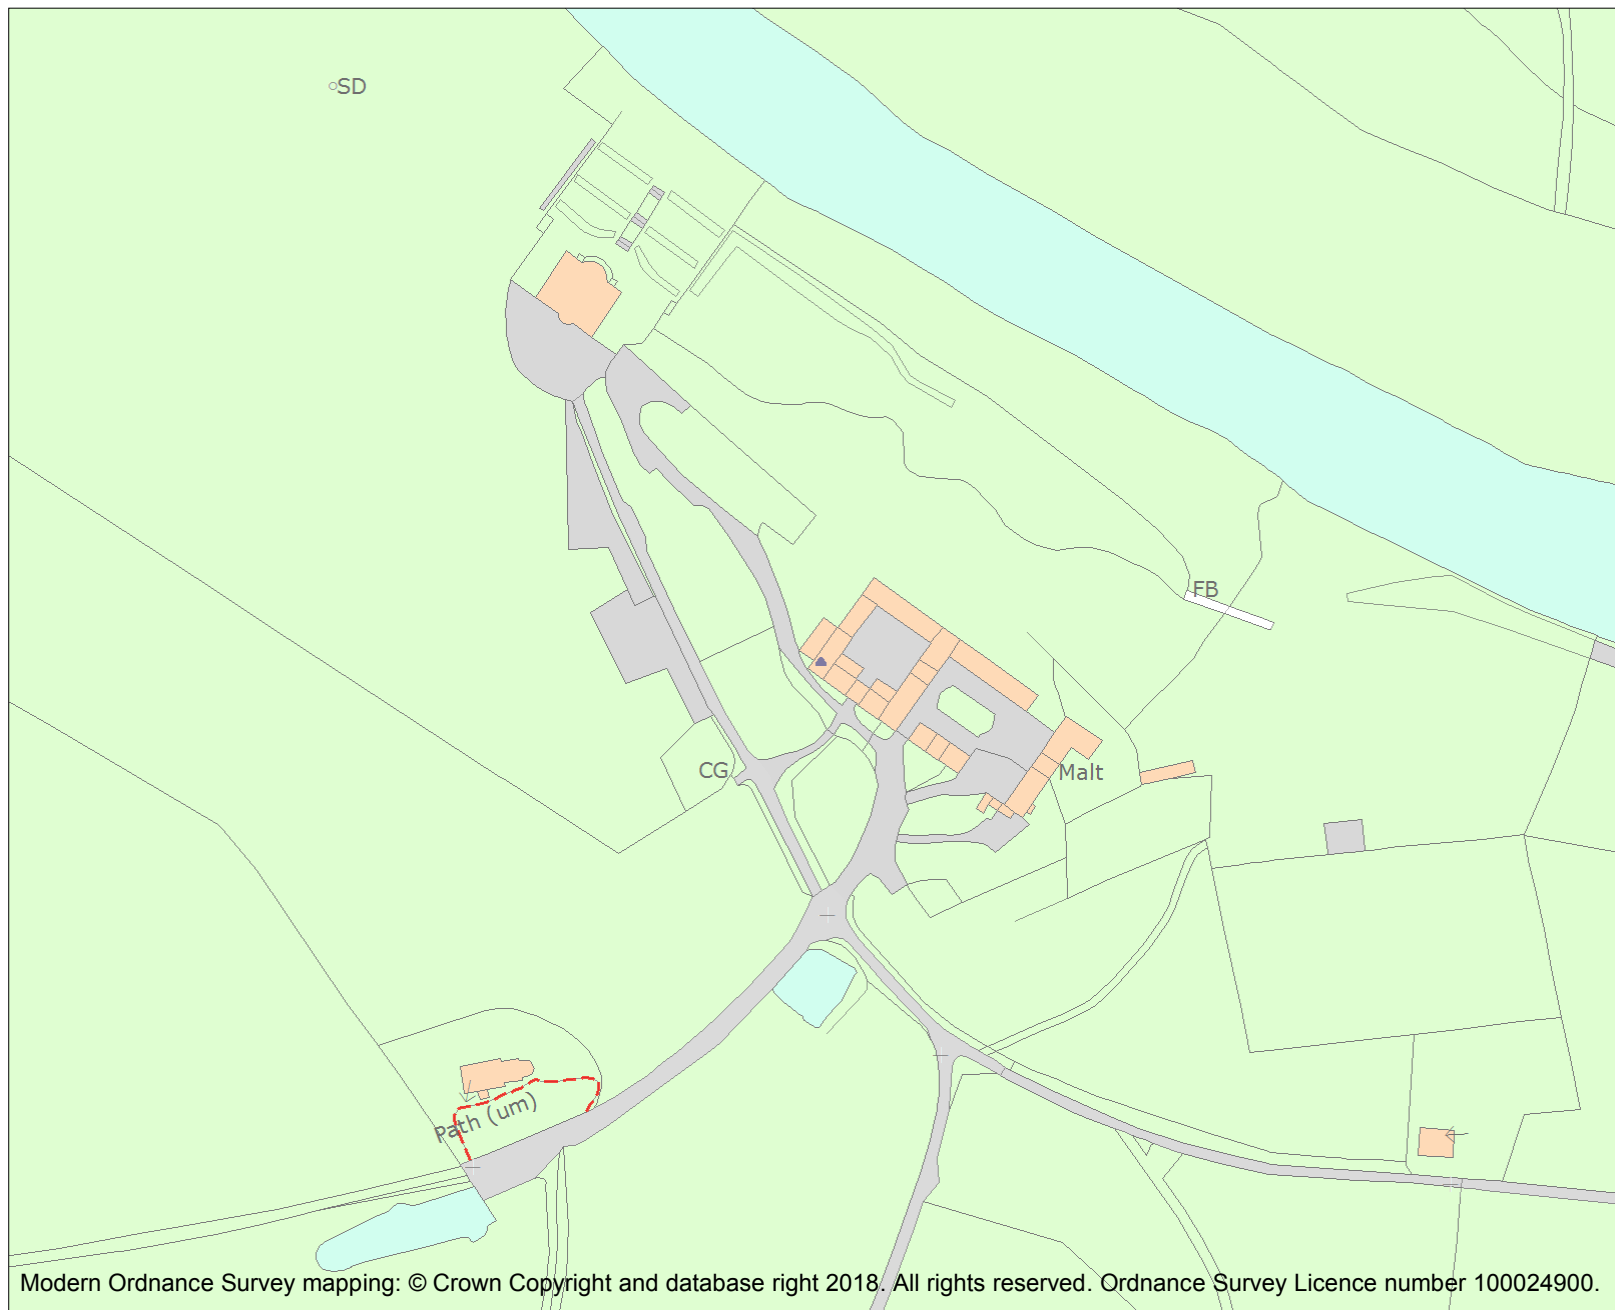 SD
FB
CG
Malt
Path (um)
Modern Ordnance Survey mapping: © Crown Copyright and database right 2018. All rights reserved. Ordnance Survey Licence number 100024900.